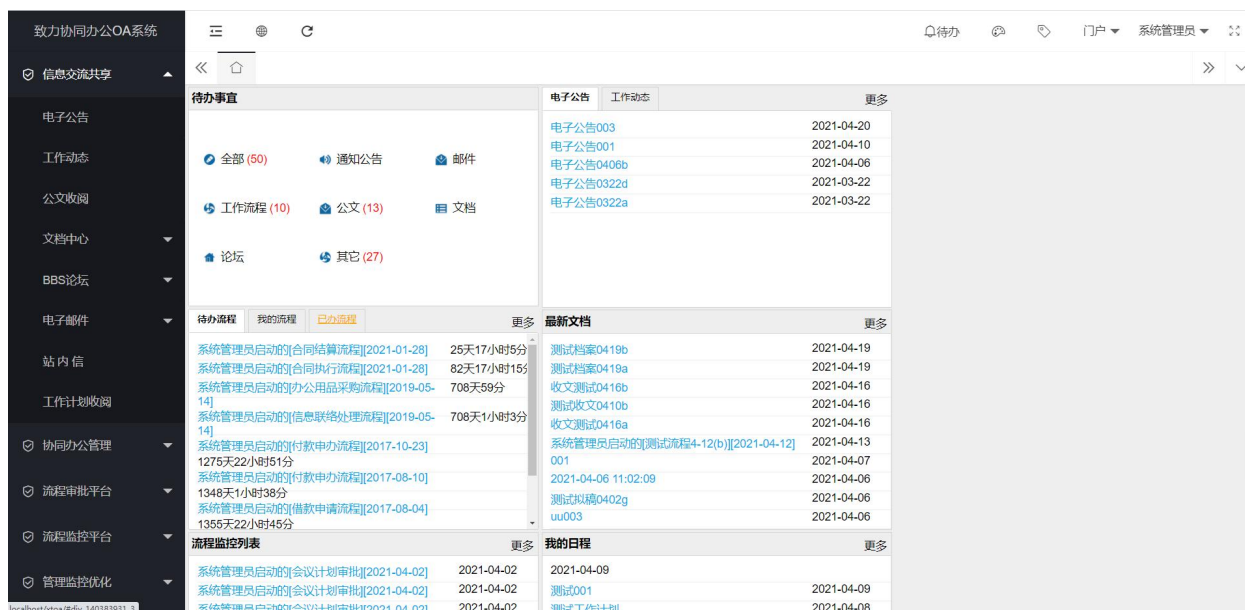 致力协同办公OA系统
待办
门户
系统管理员
信息交流共享
电子公告
工作动态
公文收阅
文档中心
BBS论坛
电子邮件
站内信
工作计划收阅
协同办公管理
流程审批平台
流程监控平台
管理监控优化
待办事宜
全部 (50)
通知公告
邮件
工作流程 (10)
公文 (13)
文档
论坛
其它 (27)
电子公告 工作动态 更多
电子公告003 2021-04-20
电子公告001 2021-04-10
电子公告0406b 2021-04-06
电子公告0322d 2021-03-22
电子公告0322a 2021-03-22
待办流程 我的流程 已办流程 更多
系统管理员启动的[合同结算流程][2021-01-28] 25天17小时5分
系统管理员启动的[合同执行流程][2021-01-28] 82天17小时15分
系统管理员启动的[办公用品采购流程][2019-05- 708天59分
14]
系统管理员启动的[信息联络处理流程][2019-05- 708天1小时3分
14]
系统管理员启动的[付款申办流程][2017-10-23]
1275天22小时51分
系统管理员启动的[付款申办流程][2017-08-10]
1348天1小时38分
系统管理员启动的[借款申请流程][2017-08-04]
1355天22小时45分
最新文档 更多
测试档案0419b 2021-04-19
测试档案0419a 2021-04-19
收文测试0416b 2021-04-16
测试收文0410b 2021-04-16
收文测试0416a 2021-04-16
系统管理员启动的[测试流程4-12(b)][2021-04-12] 2021-04-13
001 2021-04-07
2021-04-06 11:02:09 2021-04-06
测试拟稿0402g 2021-04-06
uu003 2021-04-06
流程监控列表 更多
系统管理员启动的[会议计划审批][2021-04-02] 2021-04-02
系统管理员启动的[会议计划审批][2021-04-02] 2021-04-02
系统管理员启动的[会议计划审批][2021-04-02] 2021-04-02
我的日程 更多
2021-04-09
测试001 2021-04-09
测试工作计划 2021-04-08